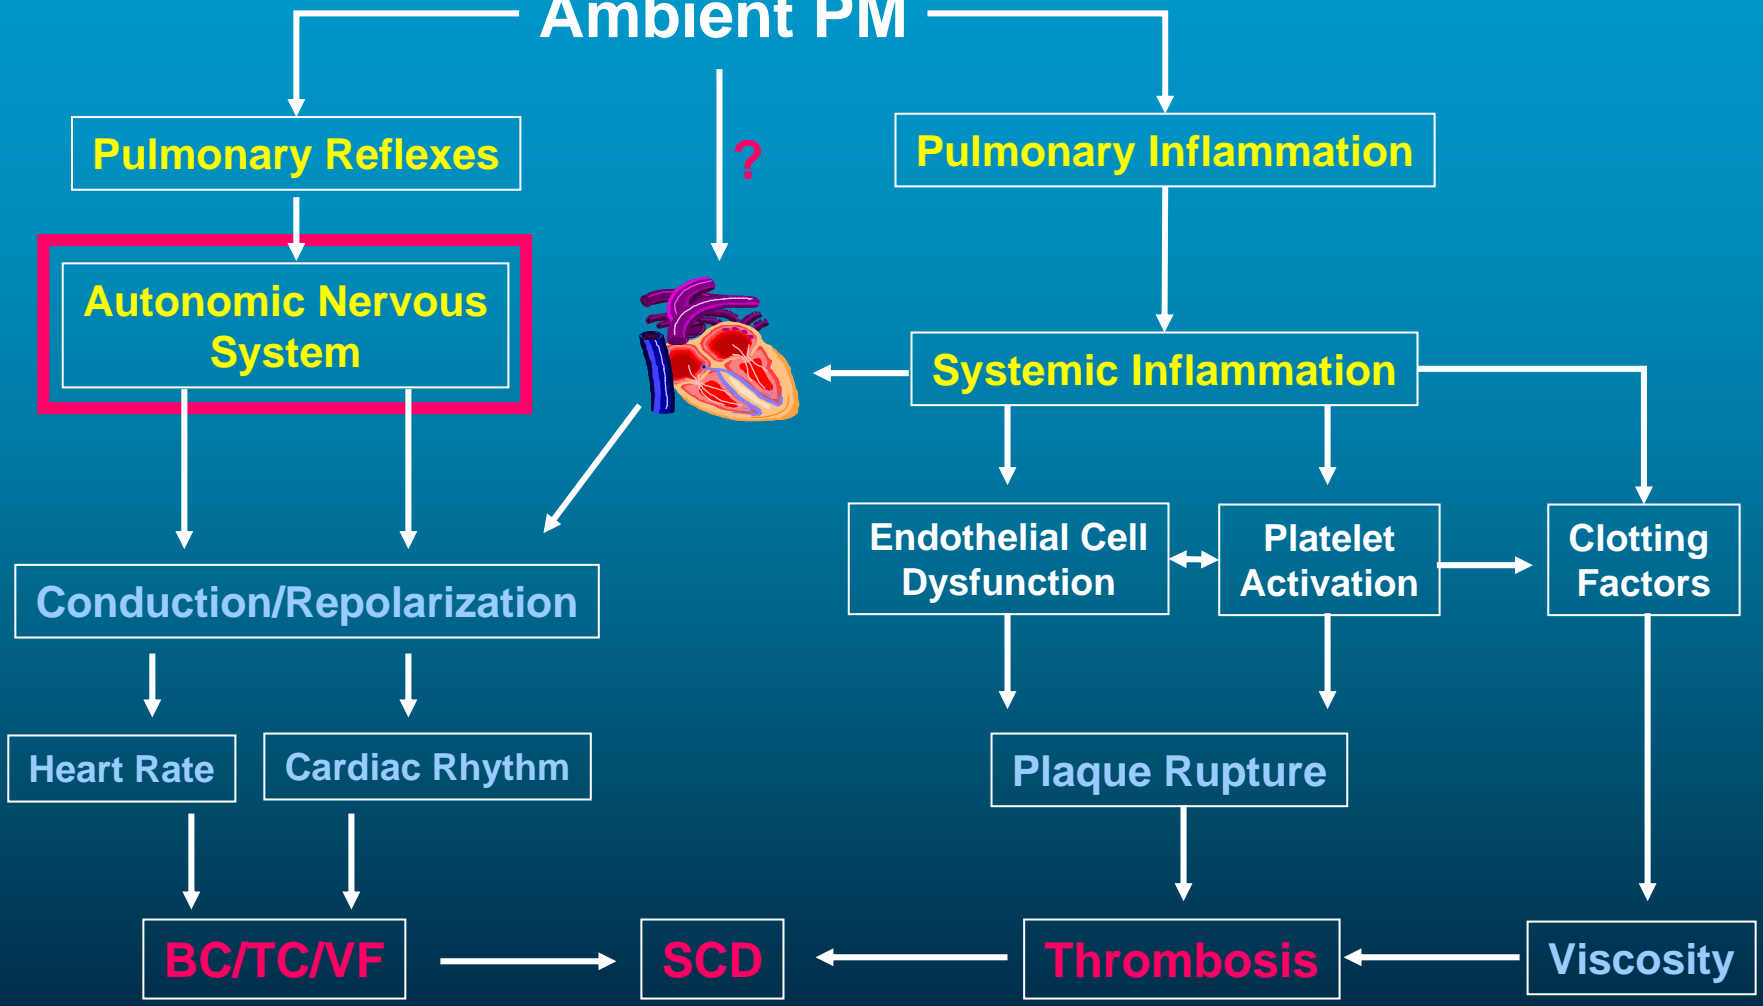 Ambient PM
Pulmonary Reflexes
?
Pulmonary Inflammation
Autonomic Nervous
System
Systemic Inflammation
Endothelial Cell
Dysfunction
Platelet
Activation
Clotting
Factors
Conduction/Repolarization
Heart Rate
Cardiac Rhythm
Plaque Rupture
BC/TC/VF
SCD
Thrombosis
Viscosity